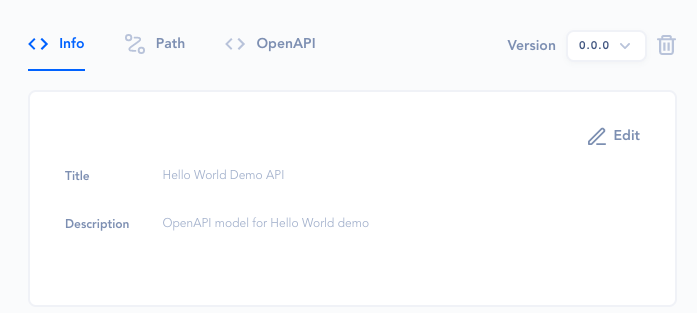 Info Path OpenAPI Version 0.0.0
Edit
Title Hello World Demo API
Description OpenAPI model for Hello World demo